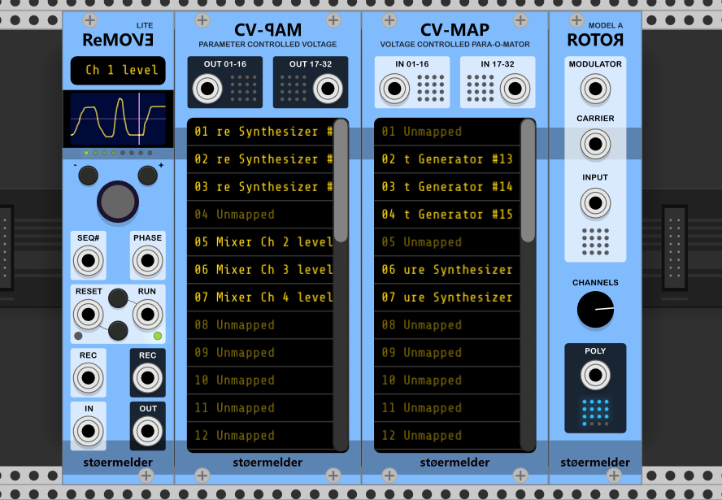 LITE
ReMOVE
Ch 1 level
- +
SEQ# PHASE
RESET RUN
REC REC
IN OUT
støermelder
CV-PAM
PARAMETER CONTROLLED VOLTAGE
OUT 01-16 OUT 17-32
01 re Synthesizer #
02 re Synthesizer #
03 re Synthesizer #
04 Unmapped
05 Mixer Ch 2 level
06 Mixer Ch 3 level
07 Mixer Ch 4 level
08 Unmapped
09 Unmapped
10 Unmapped
11 Unmapped
12 Unmapped
støermelder
CV-MAP
VOLTAGE CONTROLLED PARA-O-MATOR
IN 01-16 IN 17-32
01 Unmapped
02 t Generator #13
03 t Generator #14
04 t Generator #15
05 Unmapped
06 ure Synthesizer
07 ure Synthesizer
08 Unmapped
09 Unmapped
10 Unmapped
11 Unmapped
12 Unmapped
støermelder
MODEL A
ROTOR
MODULATOR
CARRIER
INPUT
CHANNELS
POLY
støermelder